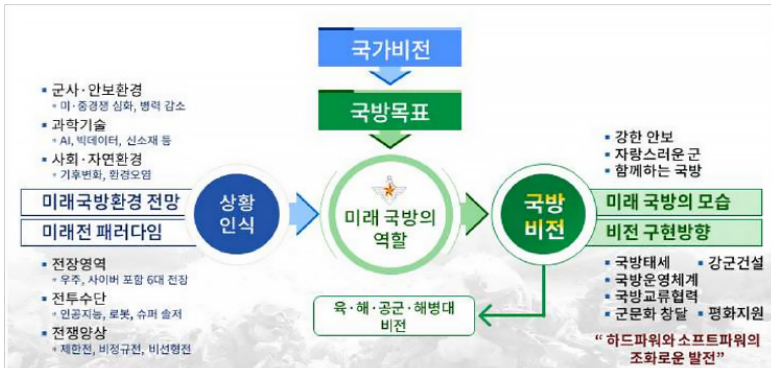 국가비전
국방목표
▪ 군사·안보환경
▫ 미·중경쟁 심화, 병력 감소
▪ 과학기술
▫ AI, 빅데이터, 신소재 등
▪ 사회·자연환경
▫ 기후변화, 환경오염
미래국방환경 전망
미래전 패러다임
▪ 전장영역
▫ 우주, 사이버 포함 6대 전장
▪ 전투수단
▫ 인공지능, 로봇, 슈퍼 솔저
▪ 전쟁양상
▫ 제한전, 비정규전, 비선형전
상황
인식
미래 국방의
역할
육·해·공군·해병대
비전
국방
비전
▪ 강한 안보
▪ 자랑스러운 군
▪ 함께하는 국방
미래 국방의 모습
비전 구현방향
▪ 국방태세 ▪ 강군건설
▪ 국방운영체계
▪ 국방교류협력
▪ 군문화 창달 ▪ 평화지원
“ 하드파워와 소프트파워의
조화로운 발전”